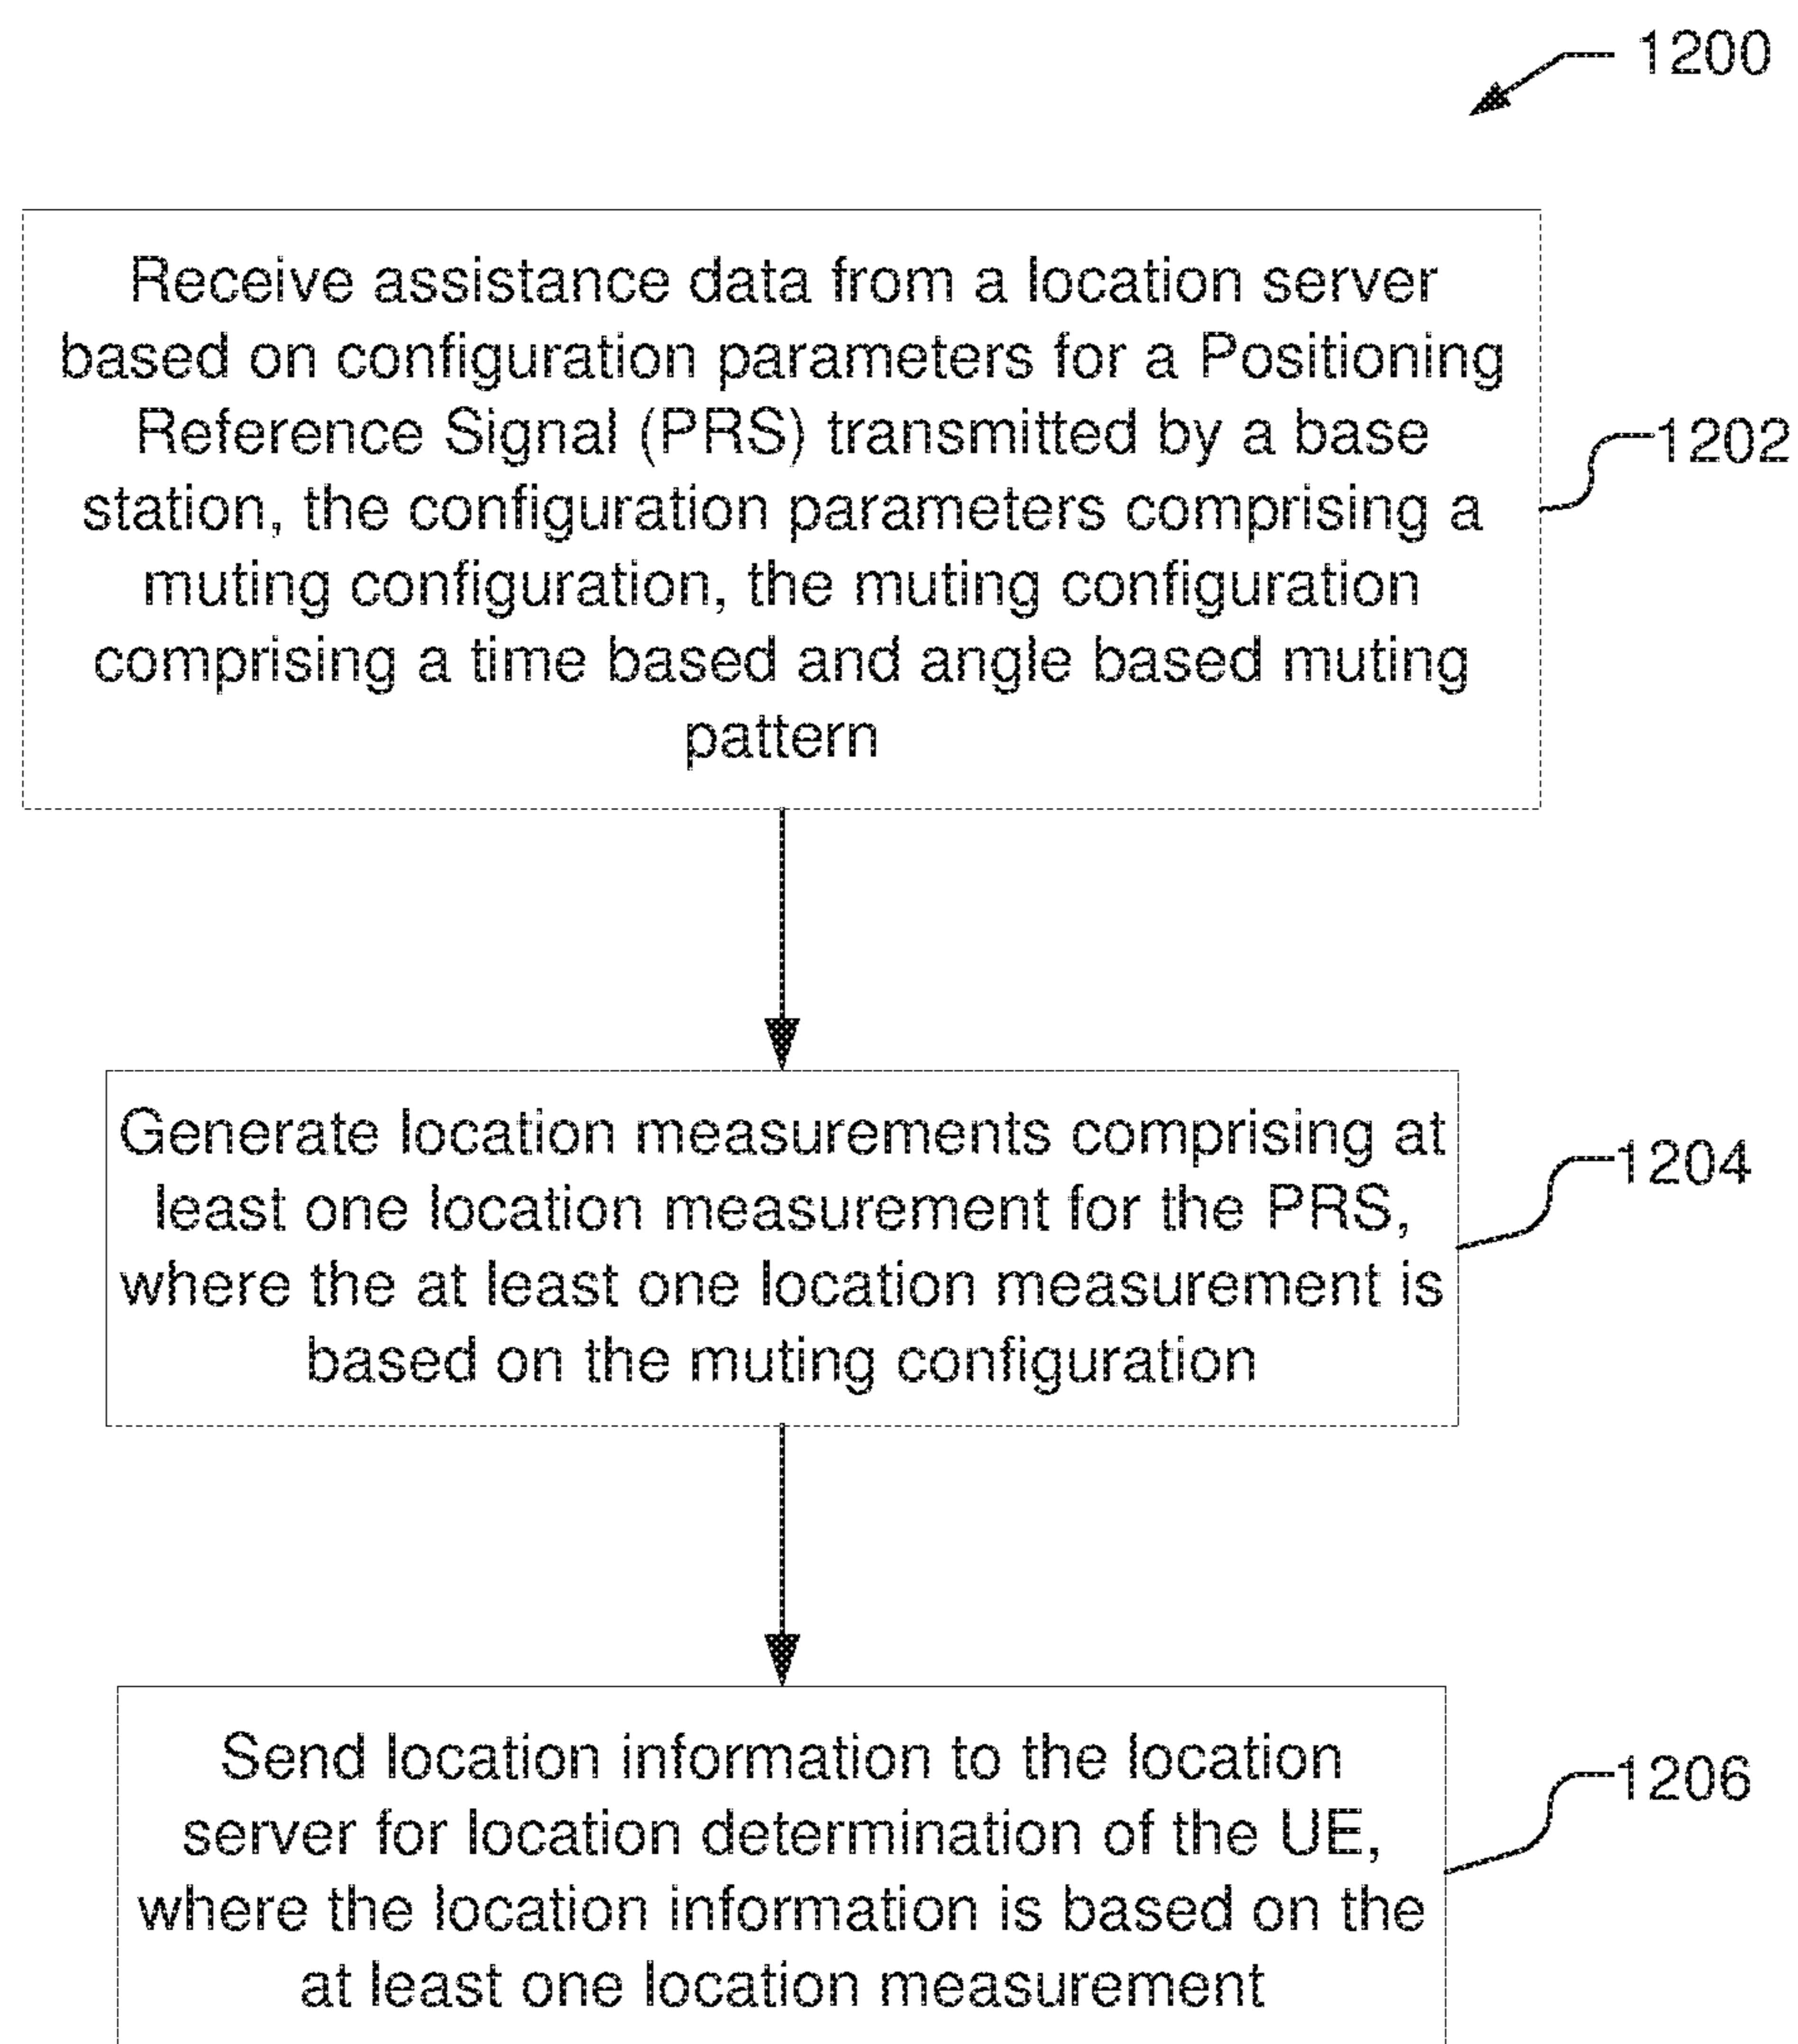 1200
Receive assistance data from a location server
based on configuration parameters for a Positioning
Reference Signal (PRS) transmitted by a base
station, the configuration parameters comprising a
muting configuration, the muting configuration
comprising a time based and angle based muting
pattern
1202
Generate location measurements comprising at
least one location measurement for the PRS,
where the at least one location measurement is
based on the muting configuration
1204
Send location information to the location
server for location determination of the UE,
where the location information is based on the
at least one location measurement
1206